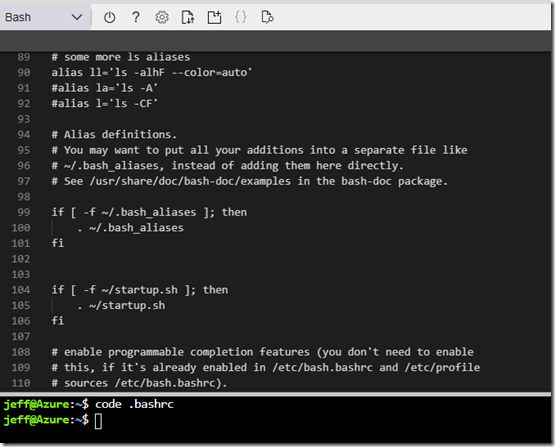 Bash
89 # some more ls aliases
90 alias ll='ls -alhF --color=auto'
91 #alias la='ls -A'
92 #alias l='ls -CF'
93
94 # Alias definitions.
95 # You may want to put all your additions into a separate file like
96 # ~/.bash_aliases, instead of adding them here directly.
97 # See /usr/share/doc/bash-doc/examples in the bash-doc package.
98
99 if [ -f ~/.bash_aliases ]; then
100     . ~/.bash_aliases
101 fi
102
103
104 if [ -f ~/startup.sh ]; then
105     . ~/startup.sh
106 fi
107
108 # enable programmable completion features (you don't need to enable
109 # this, if it's already enabled in /etc/bash.bashrc and /etc/profile
110 # sources /etc/bash.bashrc).
jeff@Azure:~$ code .bashrc
jeff@Azure:~$